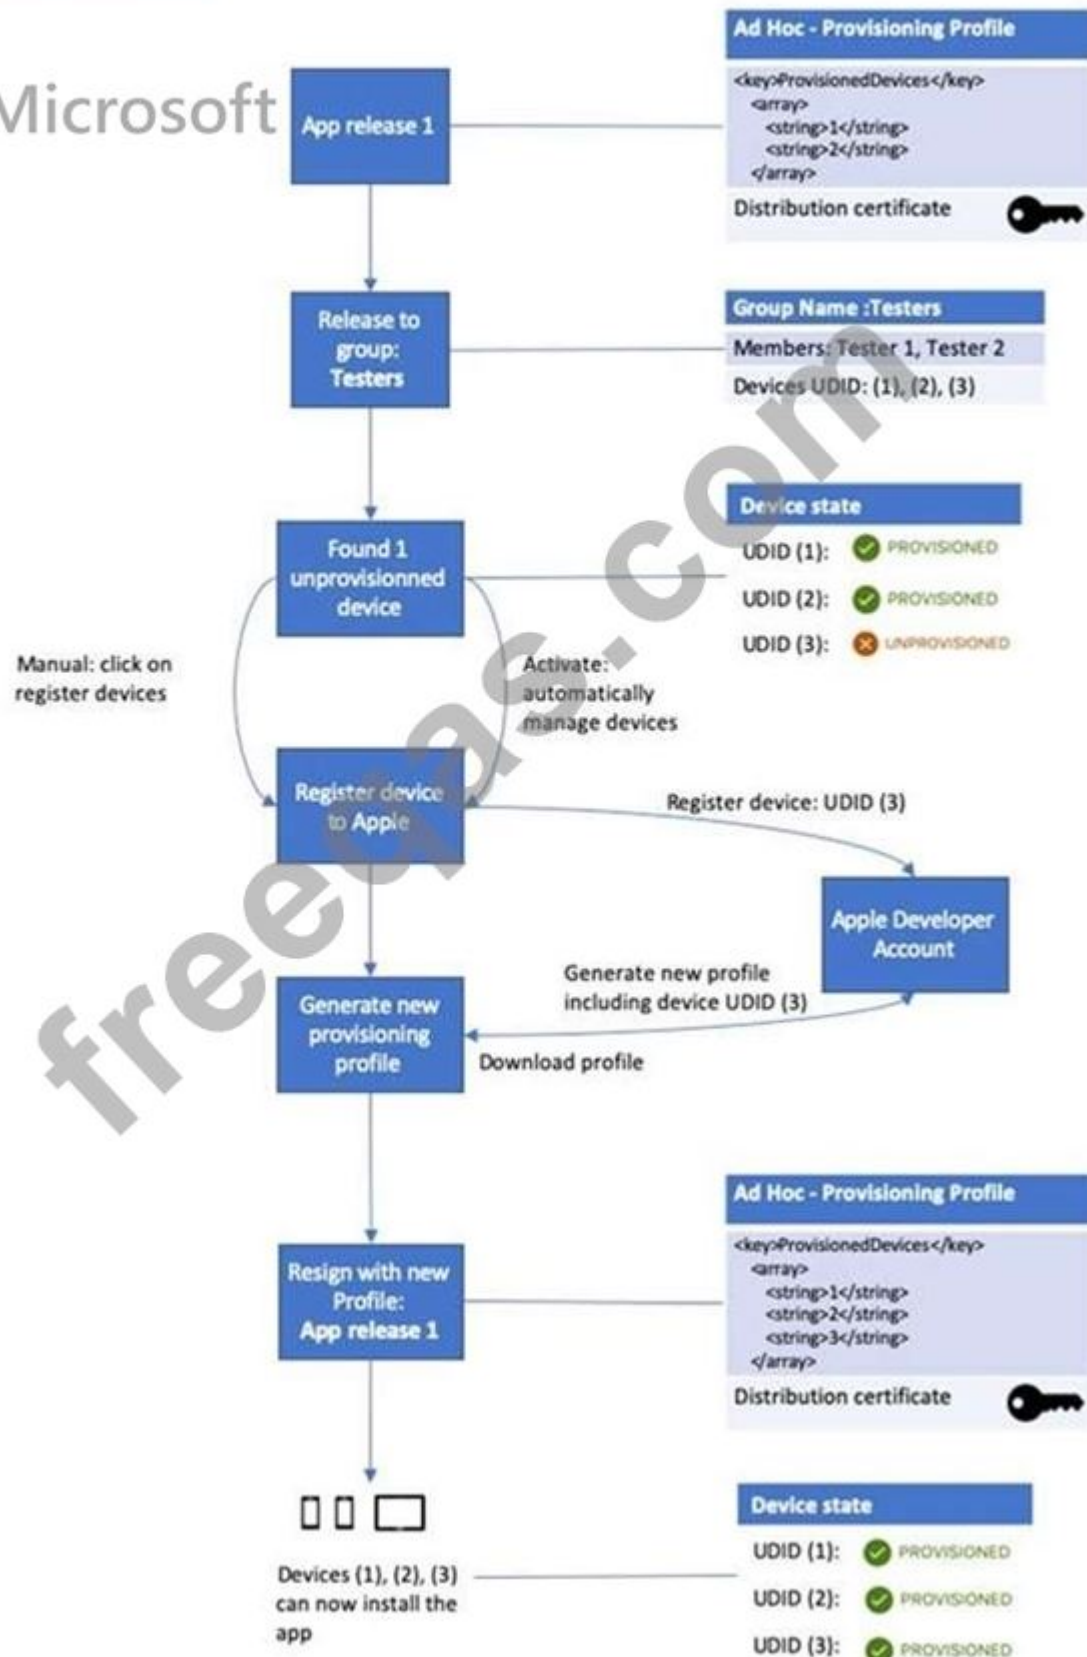 Microsoft
App release 1
Ad Hoc - Provisioning Profile
<key>ProvisionedDevices</key>
<array>
<string>1</string>
<string>2</string>
</array>
Distribution certificate
Release to
group:
Testers
Group Name :Testers
Members: Tester 1, Tester 2
Devices UDID: (1), (2), (3)
Found 1
unprovisionned
device
Device state
UDID (1): PROVISIONED
UDID (2): PROVISIONED
UDID (3): UNPROVISIONED
Manual: click on
register devices
Activate:
automatically
manage devices
Register device
to Apple
Register device: UDID (3)
Apple Developer
Account
Generate new profile
including device UDID (3)
Generate new
provisioning
profile
Download profile
Resign with new
Profile:
App release 1
Ad Hoc - Provisioning Profile
<key>ProvisionedDevices</key>
<array>
<string>1</string>
<string>2</string>
<string>3</string>
</array>
Distribution certificate
Devices (1), (2), (3)
can now install the
app
Device state
UDID (1): PROVISIONED
UDID (2): PROVISIONED
UDID (3): PROVISIONED
freeqas.com